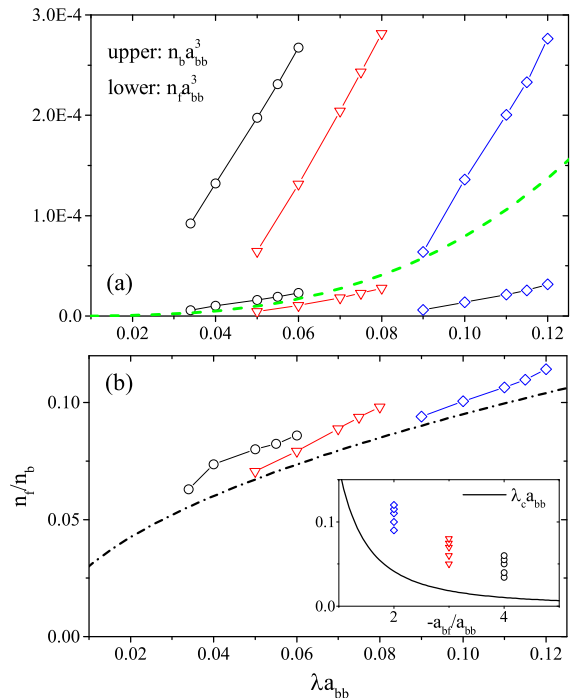 3.0E-4
upper: n_b a_bb^3
lower: n_f a_bb^3
2.0E-4
1.0E-4
(a)
0.0
0.02 0.04 0.06 0.08 0.10 0.12
(b)
0.10
n_f/n_b
0.05
λ_c a_bb
0.1
0.0
2 4
-a_bf/a_bb
0.00
0.02 0.04 0.06 0.08 0.10 0.12
λa_bb